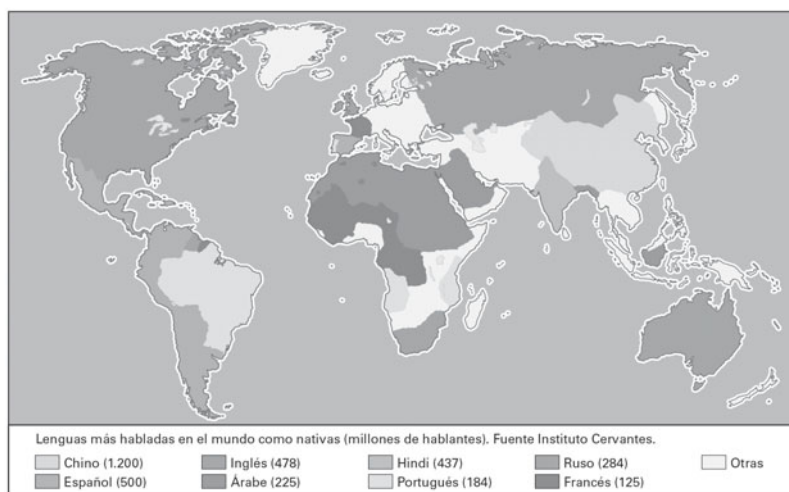 Lenguas más habladas en el mundo como nativas (millones de hablantes). Fuente Instituto Cervantes.
Chino (1.200) Inglés (478) Hindi (437) Ruso (284) Otras
Español (500) Árabe (225) Portugués (184) Francés (125)